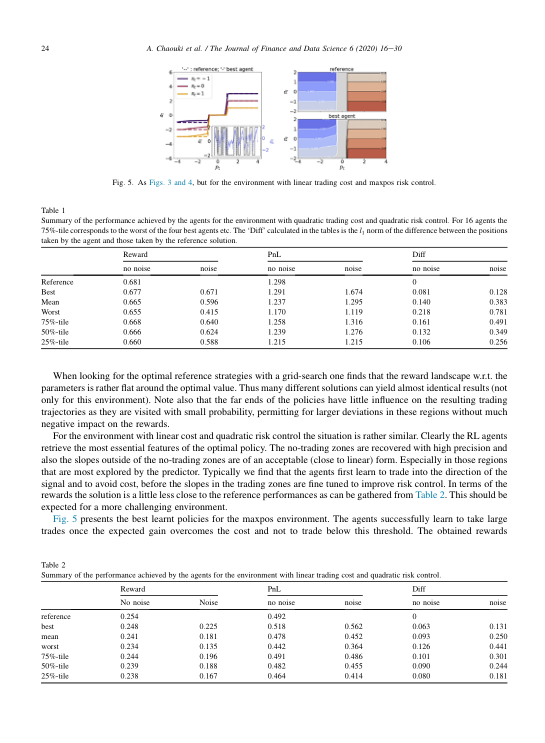 24
A. Chaouki et al. / The Journal of Finance and Data Science 6 (2020) 16–30
'--' : reference; '-' best agent
reference
best agent
Fig. 5. As Figs. 3 and 4, but for the environment with linear trading cost and maxpos risk control.
Table 1
Summary of the performance achieved by the agents for the environment with quadratic trading cost and quadratic risk control. For 16 agents the
75%-tile corresponds to the worst of the four best agents etc. The 'Diff' calculated in the tables is the l₁ norm of the difference between the positions
taken by the agent and those taken by the reference solution.
Reward PnL Diff
no noise noise no noise noise no noise noise
Reference 0.681 1.298 0
Best 0.677 0.671 1.291 1.674 0.081 0.128
Mean 0.665 0.596 1.237 1.295 0.140 0.383
Worst 0.655 0.415 1.170 1.119 0.218 0.781
75%-tile 0.668 0.640 1.258 1.316 0.161 0.491
50%-tile 0.666 0.624 1.239 1.276 0.132 0.349
25%-tile 0.660 0.588 1.215 1.215 0.106 0.256
When looking for the optimal reference strategies with a grid-search one finds that the reward landscape w.r.t. the
parameters is rather flat around the optimal value. Thus many different solutions can yield almost identical results (not
only for this environment). Note also that the far ends of the policies have little influence on the resulting trading
trajectories as they are visited with small probability, permitting for larger deviations in these regions without much
negative impact on the rewards.
For the environment with linear cost and quadratic risk control the situation is rather similar. Clearly the RL agents
retrieve the most essential features of the optimal policy. The no-trading zones are recovered with high precision and
also the slopes outside of the no-trading zones are of an acceptable (close to linear) form. Especially in those regions
that are most explored by the predictor. Typically we find that the agents first learn to trade into the direction of the
signal and to avoid cost, before the slopes in the trading zones are fine tuned to improve risk control. In terms of the
rewards the solution is a little less close to the reference performances as can be gathered from Table 2. This should be
expected for a more challenging environment.
Fig. 5 presents the best learnt policies for the maxpos environment. The agents successfully learn to take large
trades once the expected gain overcomes the cost and not to trade below this threshold. The obtained rewards
Table 2
Summary of the performance achieved by the agents for the environment with linear trading cost and quadratic risk control.
Reward PnL Diff
No noise Noise no noise noise no noise noise
reference 0.254 0.492 0
best 0.248 0.225 0.518 0.562 0.063 0.131
mean 0.241 0.181 0.478 0.452 0.093 0.250
worst 0.234 0.135 0.442 0.364 0.126 0.441
75%-tile 0.244 0.196 0.491 0.486 0.101 0.301
50%-tile 0.239 0.188 0.482 0.455 0.090 0.244
25%-tile 0.238 0.167 0.464 0.414 0.080 0.181